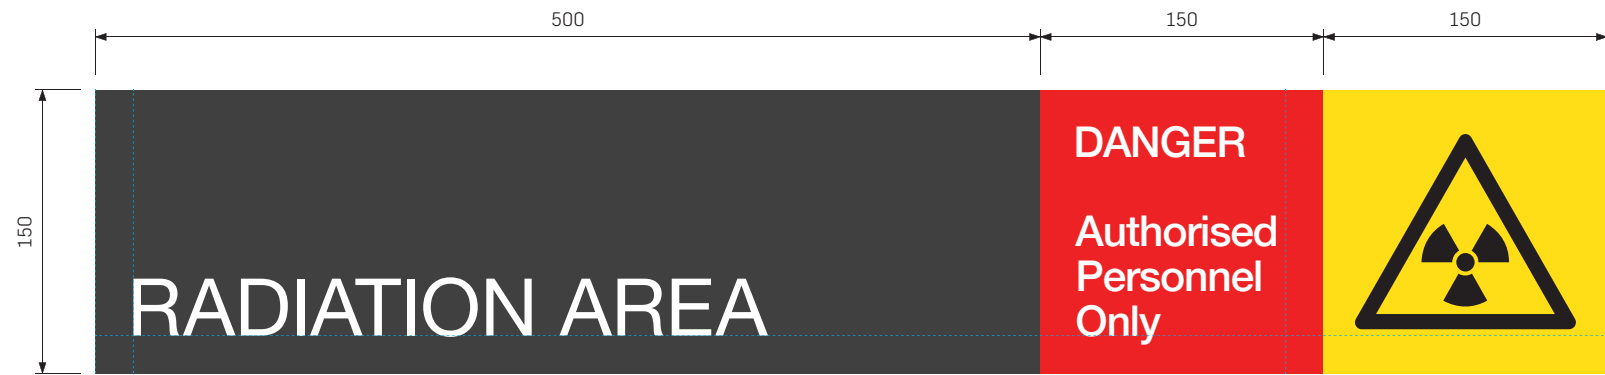 500
150
150
150
RADIATION AREA
DANGER
Authorised
Personnel
Only